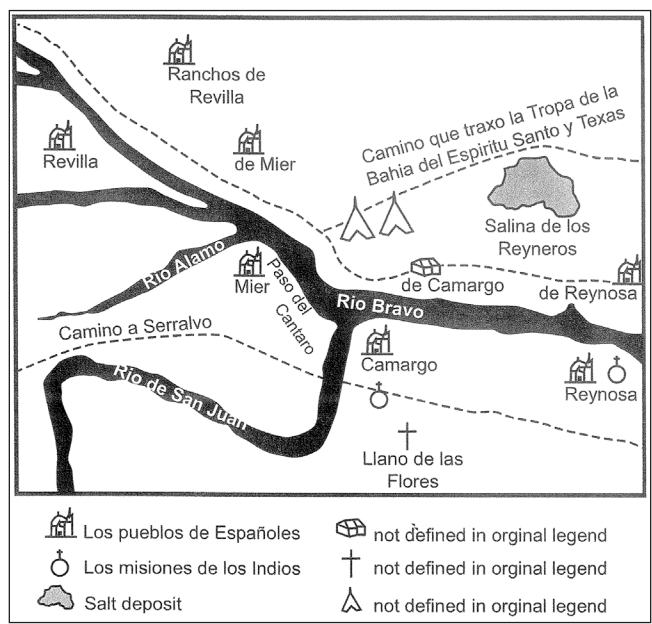 Ranchos de
Revilla
Revilla
de Mier
Camino que traxo la Tropa de la
Bahia del Espiritu Santo y Texas
Salina de los
Reyneros
Rio Alamo
Mier
Paso del
Cantaro
de Camargo
de Reynosa
Rio Bravo
Camino a Serralvo
Camargo
Reynosa
Rio de San Juan
Llano de las
Flores
Los pueblos de Españoles
not defined in orginal legend
Los misiones de los Indios
not defined in orginal legend
Salt deposit
not defined in orginal legend